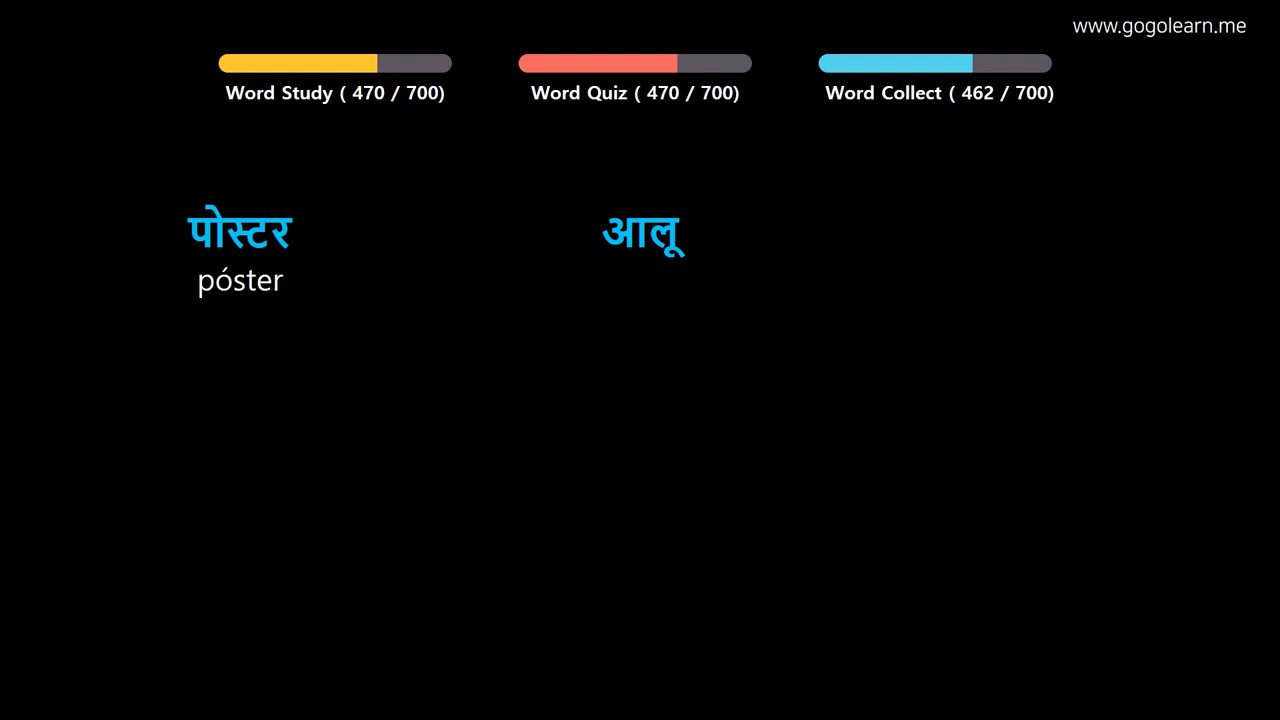 www.gogolearn.me
Word Study ( 470 / 700)
Word Quiz ( 470 / 700)
Word Collect ( 462 / 700)
पोस्टर
आलू
póster